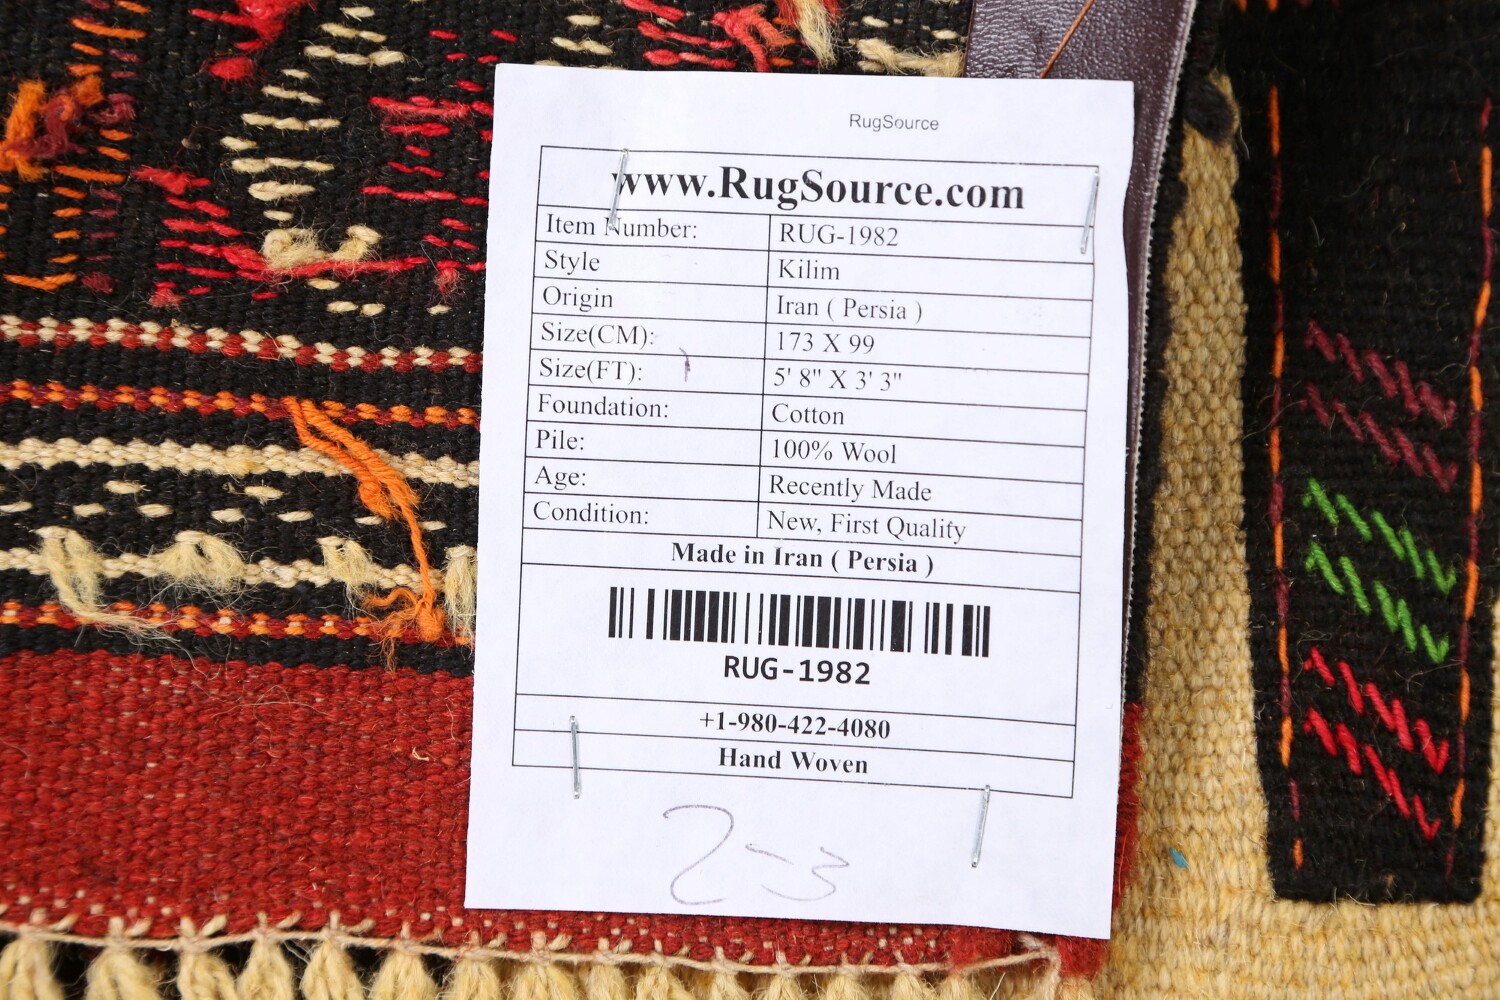 RugSource
www.RugSource.com
Item Number: RUG-1982
Style Kilim
Origin Iran ( Persia )
Size(CM): 173 X 99
Size(FT): 5' 8" X 3' 3"
Foundation: Cotton
Pile: 100% Wool
Age: Recently Made
Condition: New, First Quality
Made in Iran ( Persia )
RUG-1982
+1-980-422-4080
Hand Woven
2-3